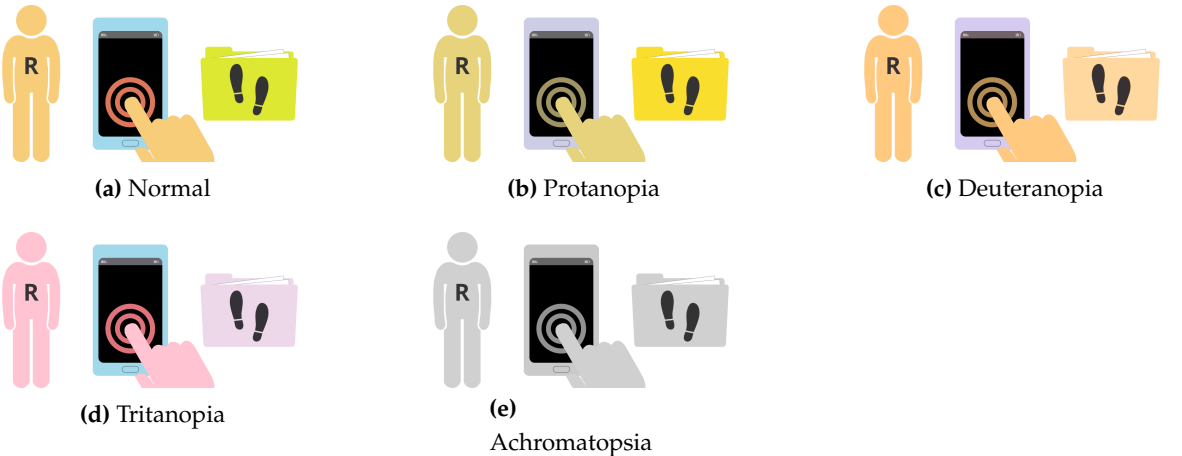 R
R
R
(a) Normal
(b) Protanopia
(c) Deuteranopia
R
R
(d) Tritanopia
(e)
Achromatopsia